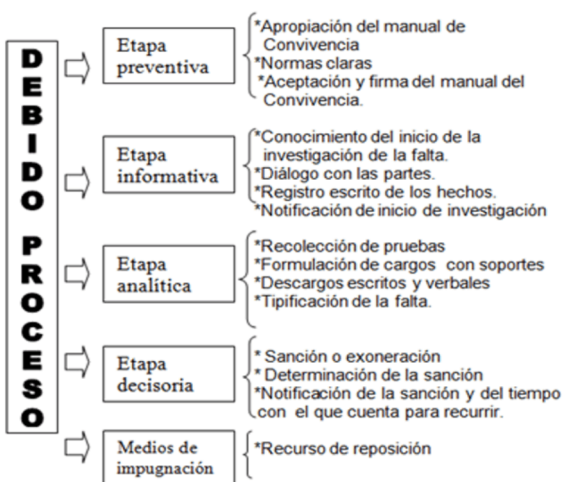 DEBIDO PROCESO
Etapa
preventiva
*Apropiación del manual de
Convivencia
*Normas claras
*Aceptación y firma del manual del
Convivencia.
Etapa
informativa
*Conocimiento del inicio de la
investigación de la falta.
*Diálogo con las partes.
*Registro escrito de los hechos.
*Notificación de inicio de investigación
Etapa
analítica
*Recolección de pruebas
*Formulación de cargos con soportes
*Descargos escritos y verbales
*Tipificación de la falta.
Etapa
decisoria
* Sanción o exoneración
* Determinación de la sanción
*Notificación de la sanción y del tiempo
con el que cuenta para recurrir.
Medios de
impugnación
*Recurso de reposición